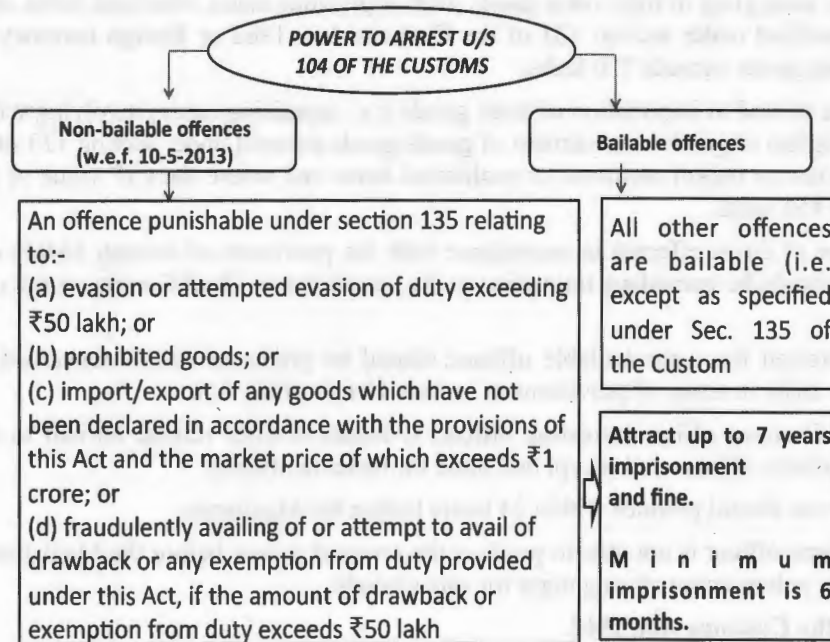 POWER TO ARREST U/S
104 OF THE CUSTOMS
Non-bailable offences
(w.e.f. 10-5-2013)
Bailable offences
An offence punishable under section 135 relating
to:-
(a) evasion or attempted evasion of duty exceeding
₹50 lakh; or
(b) prohibited goods; or
(c) import/export of any goods which have not
been declared in accordance with the provisions of
this Act and the market price of which exceeds ₹1
crore; or
(d) fraudulently availing of or attempt to avail of
drawback or any exemption from duty provided
under this Act, if the amount of drawback or
exemption from duty exceeds ₹50 lakh
All other offences
are bailable (i.e.
except as specified
under Sec. 135 of
the Custom
Attract up to 7 years
imprisonment
and fine.
Minimum
imprisonment is 6
months.